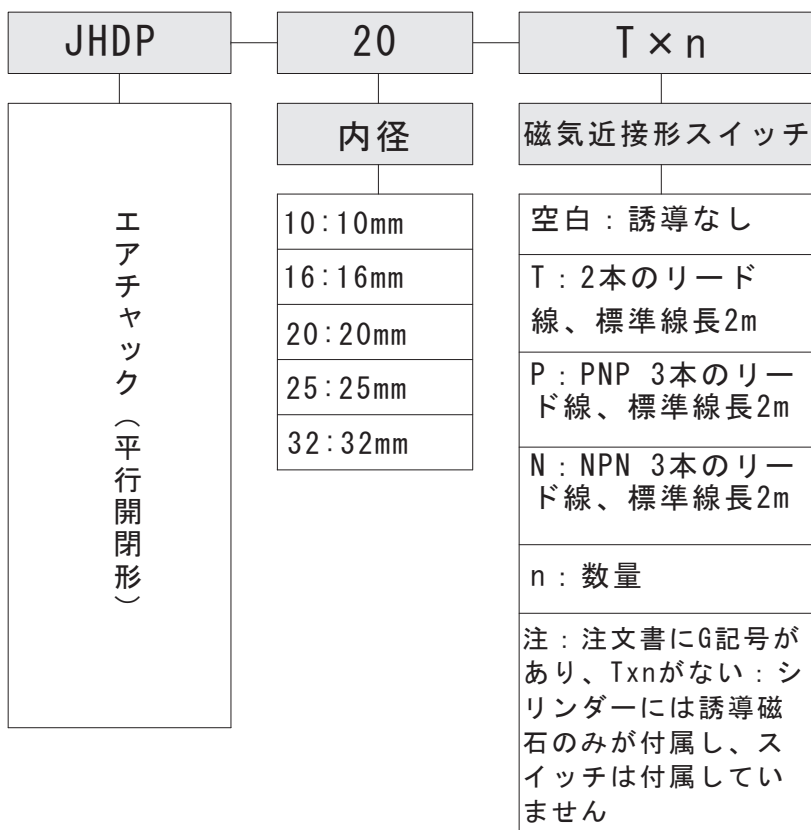 JHDP
20
T×n
エアチャック（平行開閉形）
内径
10:10mm
16:16mm
20:20mm
25:25mm
32:32mm
磁気近接形スイッチ
空白：誘導なし
T：2本のリード
線、標準線長2m
P：PNP 3本のリー
ド線、標準線長2m
N：NPN 3本のリー
ド線、標準線長2m
n：数量
注：注文書にG記号が
あり、Txnがない：シ
リンダーには誘導磁
石のみが付属し、ス
イッチは付属してい
ません